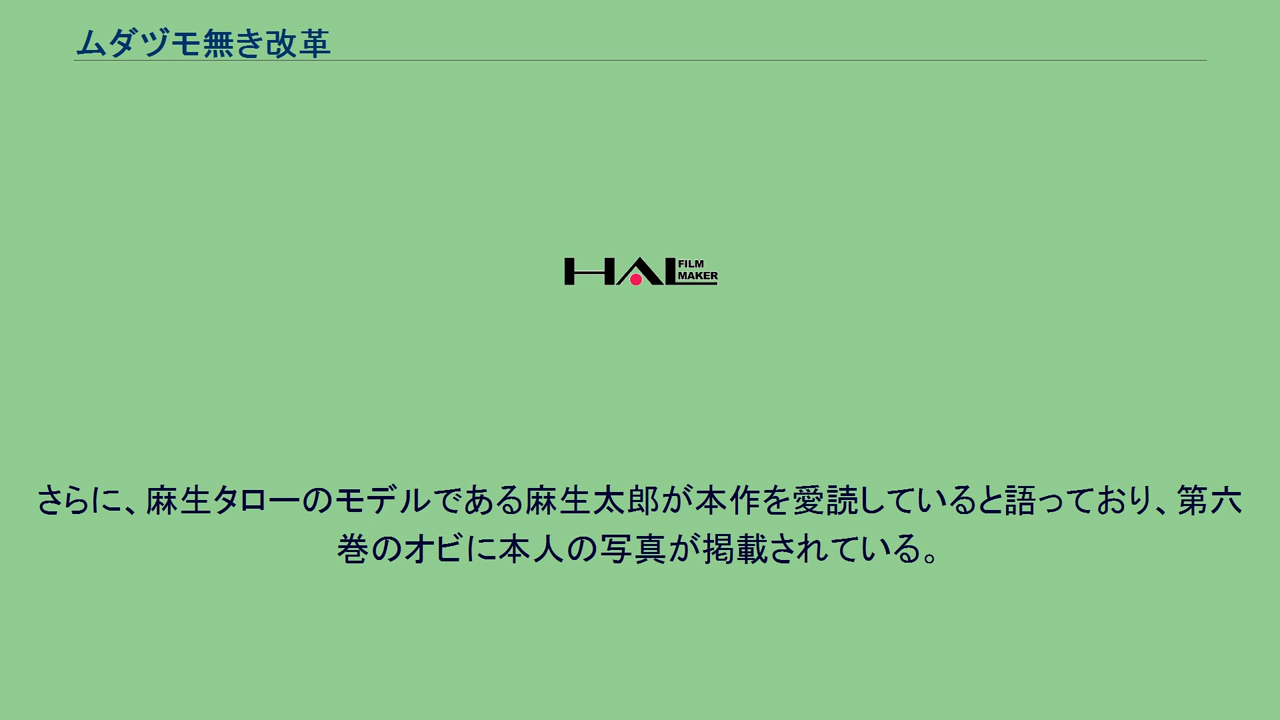 ムダヅモ無き改革
HAL FILM
MAKER
さらに、麻生タローのモデルである麻生太郎が本作を愛読していると語っており、第六
巻のオビに本人の写真が掲載されている。